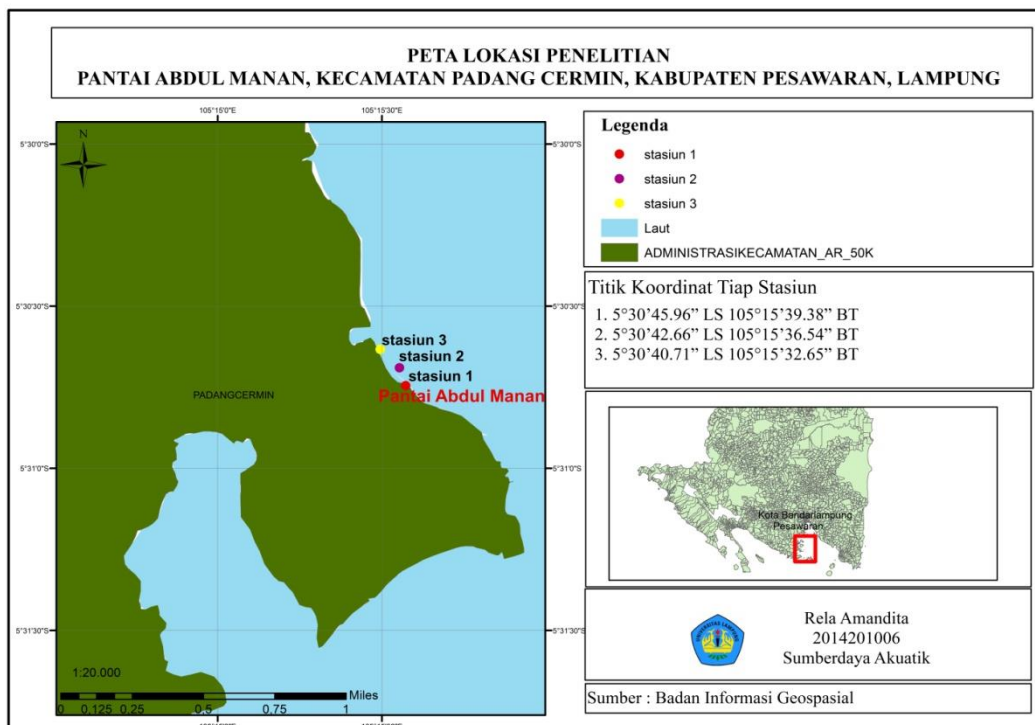 PETA LOKASI PENELITIAN
PANTAI ABDUL MANAN, KECAMATAN PADANG CERMIN, KABUPATEN PESAWARAN, LAMPUNG
105°15'0"E
105°15'30"E
5°30'0"S
5°30'0"S
N
5°30'30"S
5°30'30"S
stasiun 3
stasiun 2
stasiun 1
Pantai Abdul Manan
PADANGCERMIN
5°31'0"S
5°31'0"S
5°31'30"S
5°31'30"S
1:20.000
Miles
0 0,125 0,25 0,5 0,75 1
105°15'0"E
Legenda
stasiun 1
stasiun 2
stasiun 3
Laut
ADMINISTRASIKECAMATAN_AR_50K
Titik Koordinat Tiap Stasiun
1. 5°30’45.96” LS 105°15’39.38” BT
2. 5°30’42.66” LS 105°15’36.54” BT
3. 5°30’40.71” LS 105°15’32.65” BT
Kota Bandarlampung
Pesawaran
UNIVERSITAS LAMPUNG
Rela Amandita
2014201006
Sumberdaya Akuatik
Sumber : Badan Informasi Geospasial